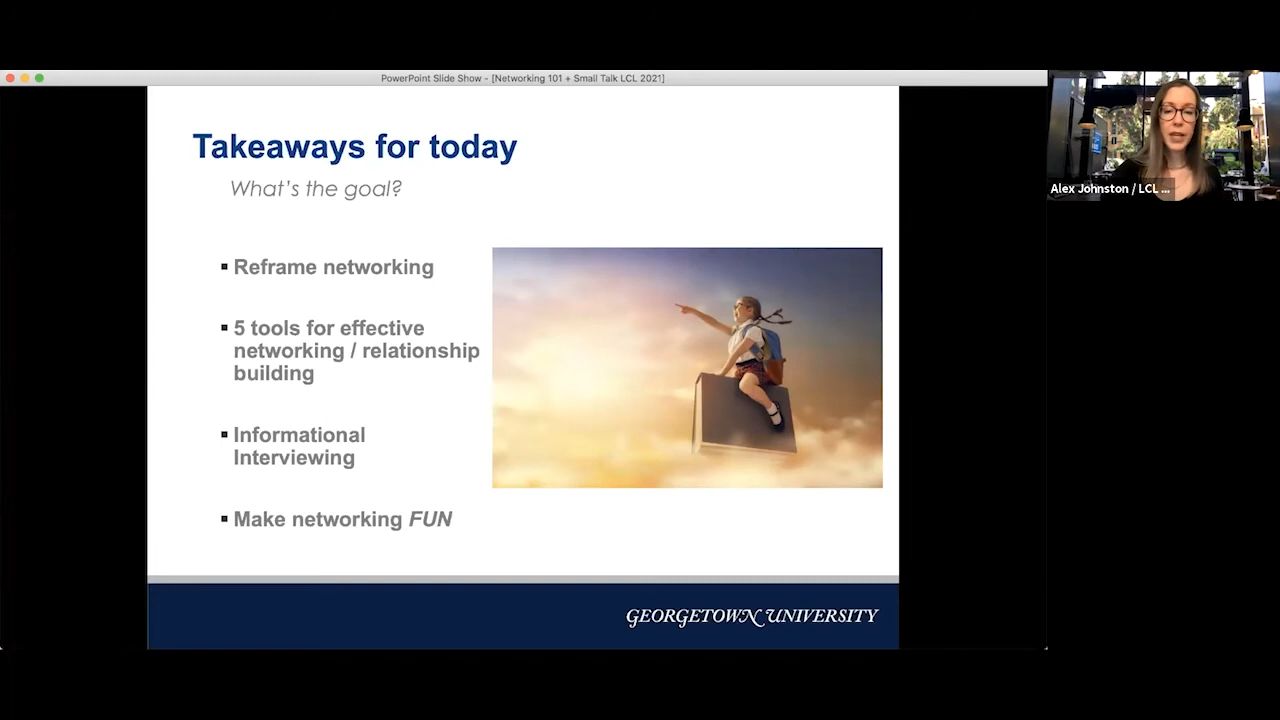 PowerPoint Slide Show - [Networking 101 + Small Talk LCL 2021]
Takeaways for today
What's the goal?
Reframe networking
5 tools for effective
networking / relationship
building
Informational
Interviewing
Make networking FUN
GEORGETOWN UNIVERSITY
Alex Johnston / LCL ...